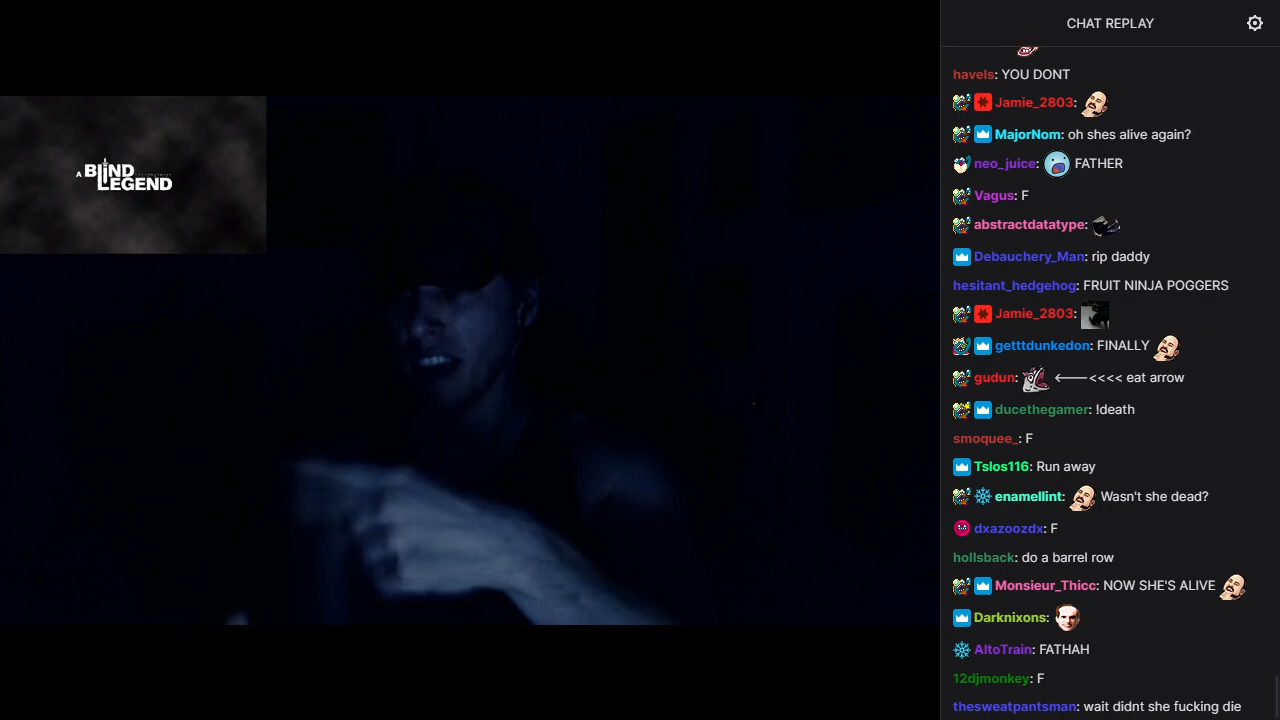 A BLIND
LEGEND
CHAT REPLAY
havels: YOU DONT
Jamie_2803:
MajorNom: oh shes alive again?
neo_juice: FATHER
Vagus: F
abstractdatatype:
Debauchery_Man: rip daddy
hesitant_hedgehog: FRUIT NINJA POGGERS
Jamie_2803:
getttdunkedon: FINALLY
gudun: <---<<<< eat arrow
ducethegamer: !death
smoquee_: F
Tslos116: Run away
enamellint: Wasn't she dead?
dxazoozdx: F
hollsback: do a barrel row
Monsieur_Thicc: NOW SHE'S ALIVE
Darknixons:
AltoTrain: FATHAH
12djmonkey: F
thesweatpantsman: wait didnt she fucking die